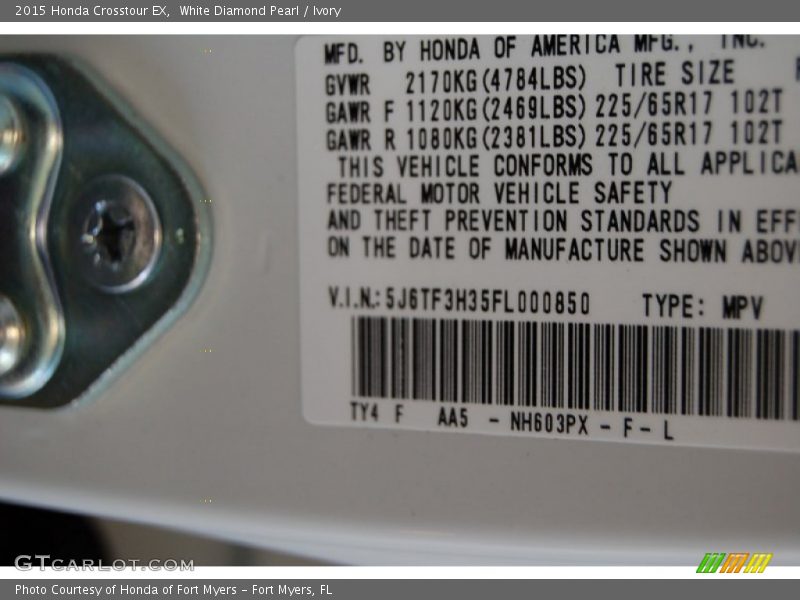 2015 Honda Crosstour EX, White Diamond Pearl / Ivory
MFD. BY HONDA OF AMERICA MFG., INC.
GVWR 2170KG(4784LBS) TIRE SIZE
GAWR F 1120KG(2469LBS) 225/65R17 102T
GAWR R 1080KG(2381LBS) 225/65R17 102T
THIS VEHICLE CONFORMS TO ALL APPLICA
FEDERAL MOTOR VEHICLE SAFETY
AND THEFT PREVENTION STANDARDS IN EFF
ON THE DATE OF MANUFACTURE SHOWN ABOV
V.I.N.: 5J6TF3H35FL000850 TYPE: MPV
TY4 F AA5 - NH603PX - F - L
GTCARLOT.COM
Photo Courtesy of Honda of Fort Myers - Fort Myers, FL